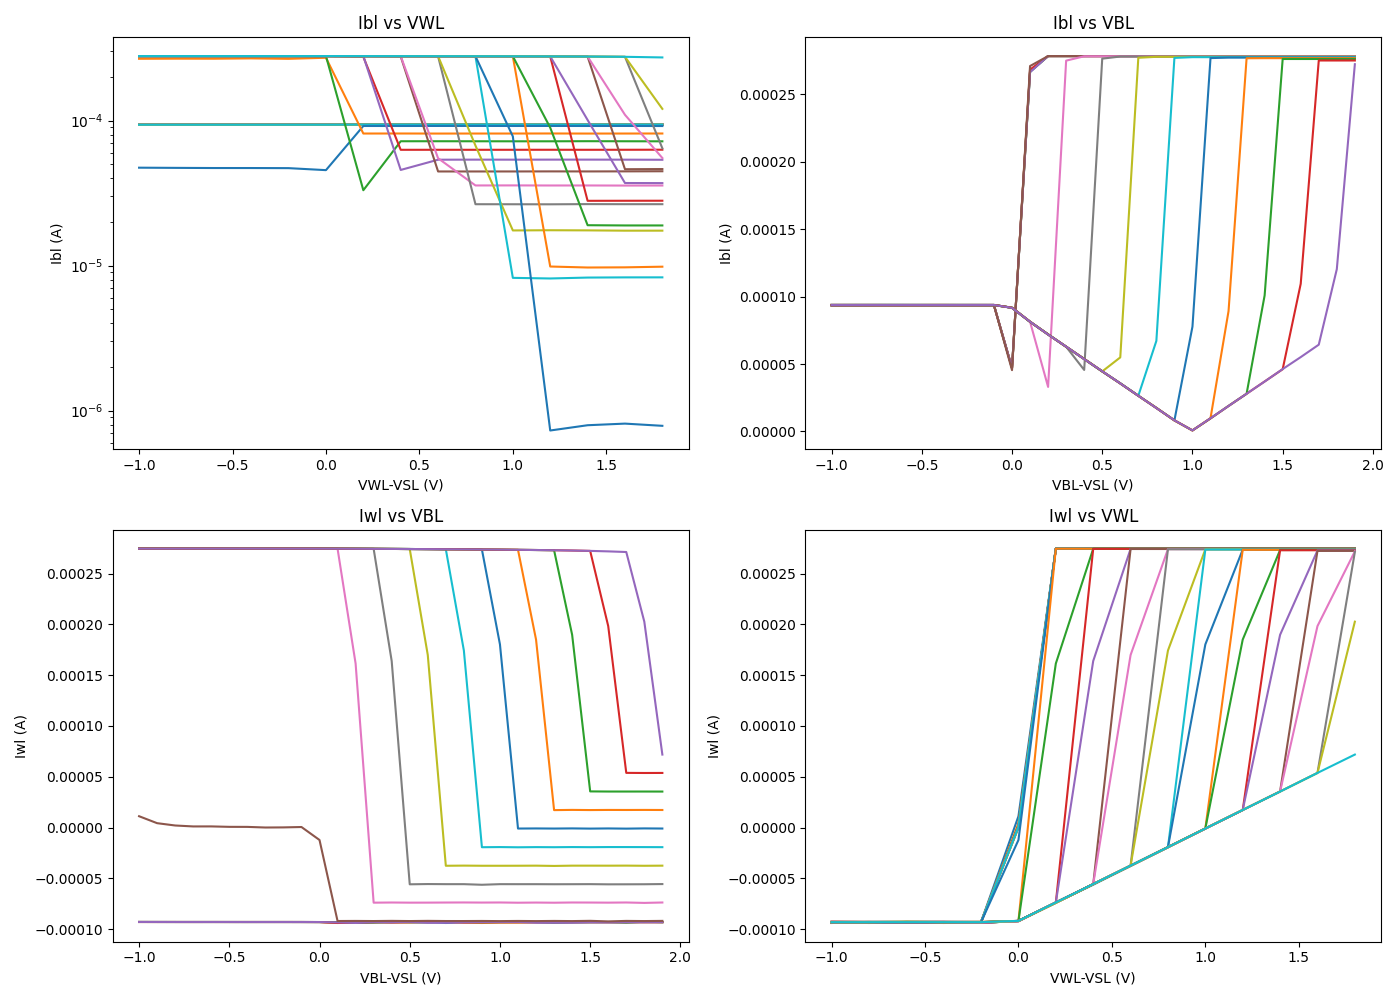 Ibl vs VWL
Ibl (A)
10⁻⁴
10⁻⁵
10⁻⁶
−1.0 −0.5 0.0 0.5 1.0 1.5
VWL-VSL (V)
Ibl vs VBL
Ibl (A)
0.00025
0.00020
0.00015
0.00010
0.00005
0.00000
−1.0 −0.5 0.0 0.5 1.0 1.5 2.0
VBL-VSL (V)
Iwl vs VBL
Iwl (A)
0.00025
0.00020
0.00015
0.00010
0.00005
0.00000
−0.00005
−0.00010
−1.0 −0.5 0.0 0.5 1.0 1.5 2.0
VBL-VSL (V)
Iwl vs VWL
Iwl (A)
0.00025
0.00020
0.00015
0.00010
0.00005
0.00000
−0.00005
−0.00010
−1.0 −0.5 0.0 0.5 1.0 1.5
VWL-VSL (V)